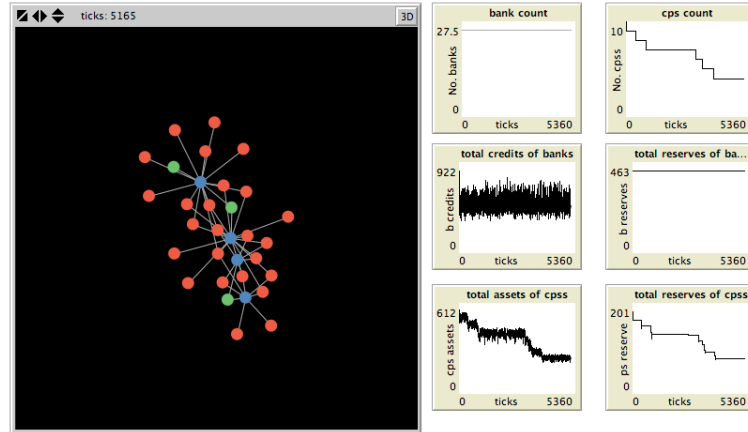 ticks: 5165
3D
bank count
27.5
No. banks
0
0 ticks 5360
cps count
10
No. cpss
0
0 ticks 5360
total credits of banks
922
b credits
0
0 ticks 5360
total reserves of ba...
463
b reserves
0
0 ticks 5360
total assets of cpss
612
cps assets
0
0 ticks 5360
total reserves of cpss
201
ps reserve
0
0 ticks 5360